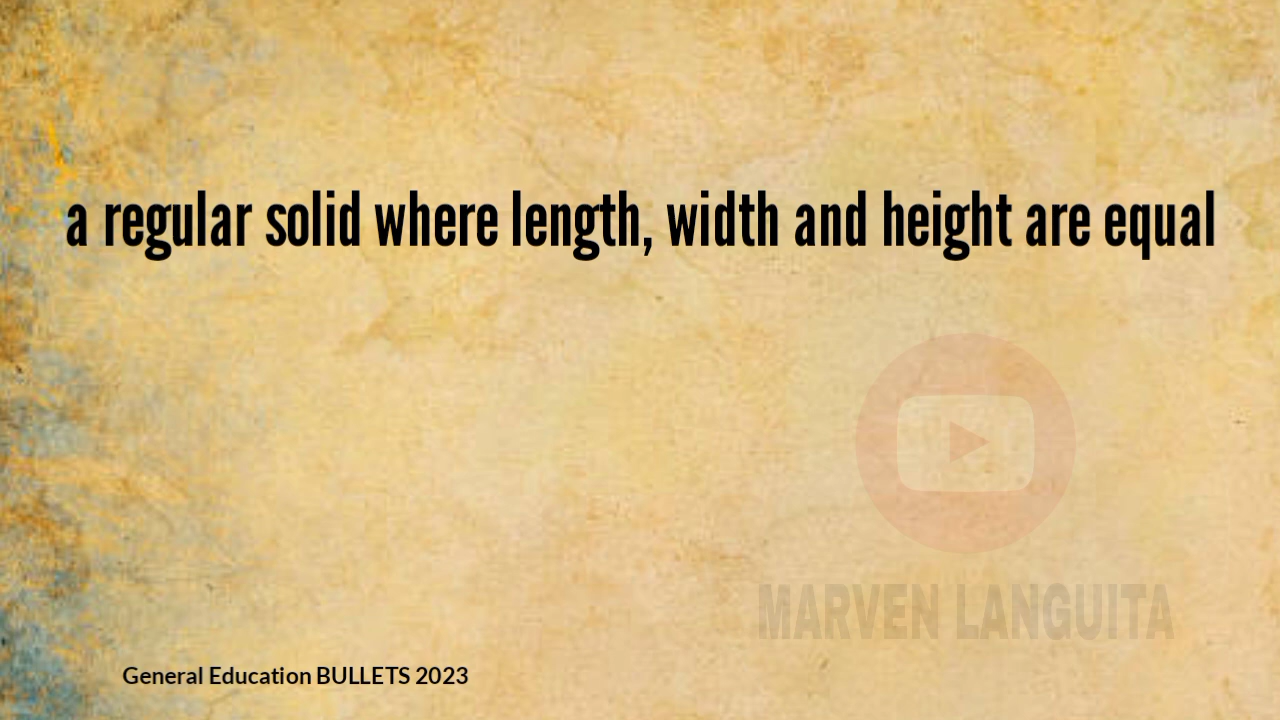 a regular solid where length, width and height are equal
MARVEN LANGUITA
General Education BULLETS 2023